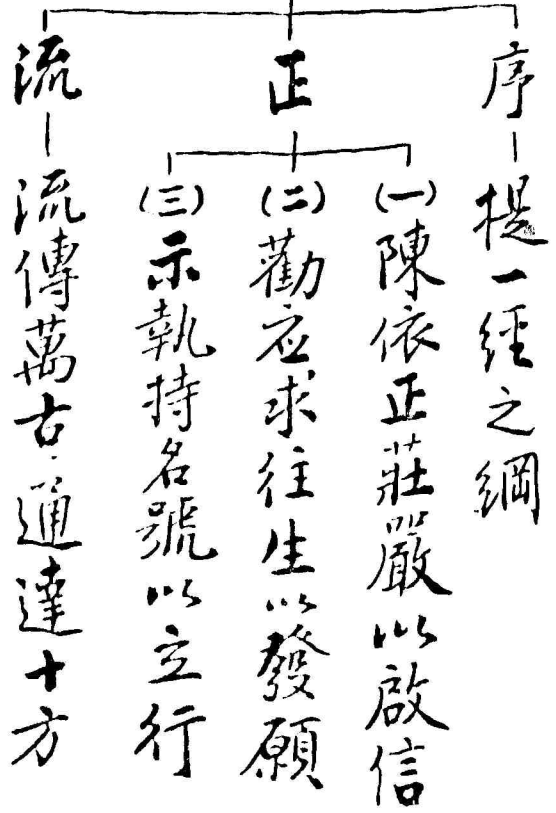 序 提一經之綱
正
(一)陳依正莊嚴以啟信
(二)勸应求往生以發願
(三)示執持名號以立行
流 流傳萬古·通達十方